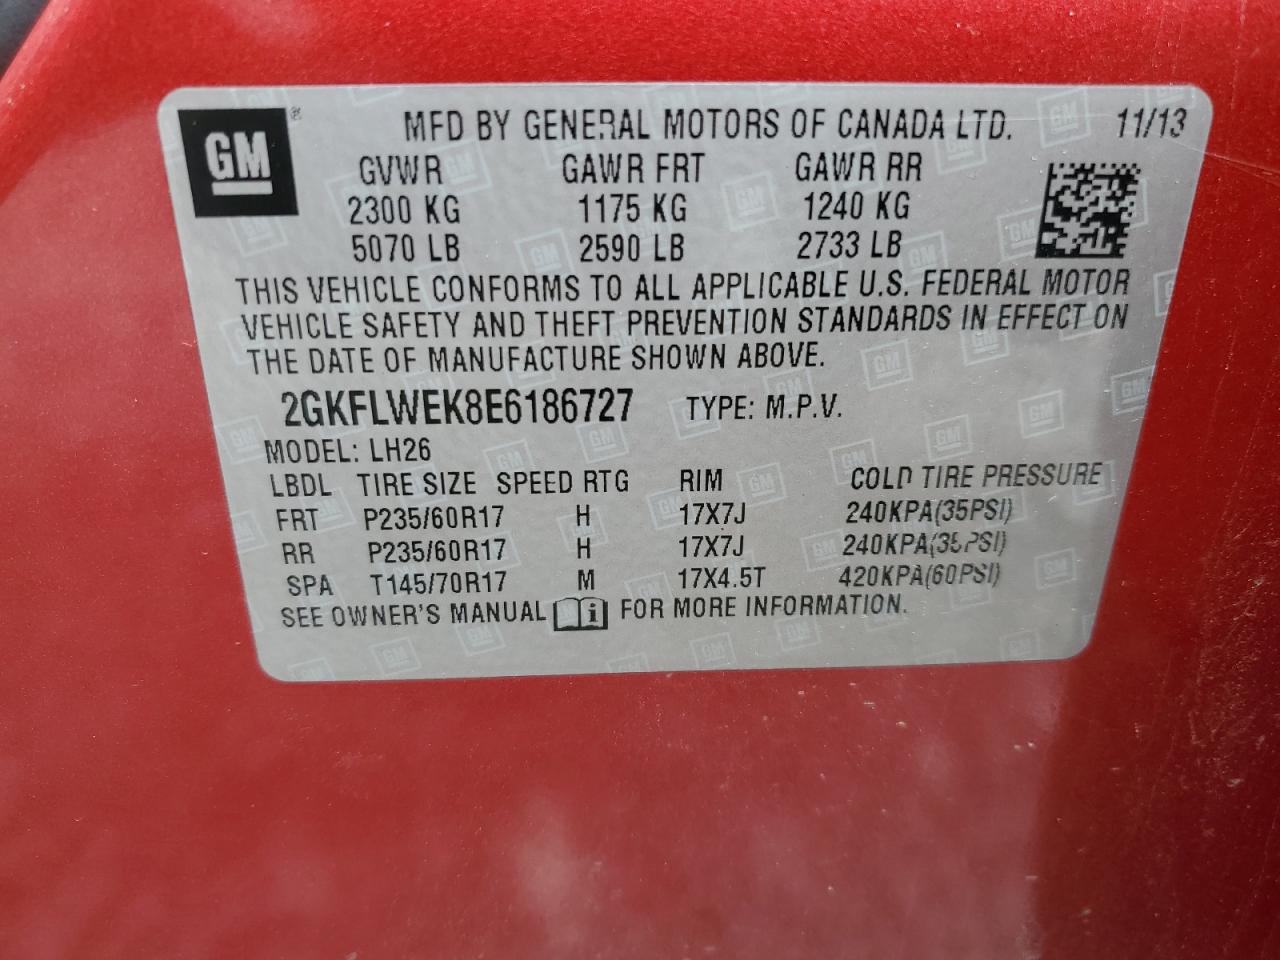 GM ® MFD BY GENERAL MOTORS OF CANADA LTD. 11/13
GVWR GAWR FRT GAWR RR
2300 KG 1175 KG 1240 KG
5070 LB 2590 LB 2733 LB
THIS VEHICLE CONFORMS TO ALL APPLICABLE U.S. FEDERAL MOTOR
VEHICLE SAFETY AND THEFT PREVENTION STANDARDS IN EFFECT ON
THE DATE OF MANUFACTURE SHOWN ABOVE.
2GKFLWEK8E6186727 TYPE: M.P.V.
MODEL: LH26
LBDL TIRE SIZE SPEED RTG RIM COLD TIRE PRESSURE
FRT P235/60R17 H 17X7J 240KPA(35PSI)
RR P235/60R17 H 17X7J 240KPA(35PSI)
SPA T145/70R17 M 17X4.5T 420KPA(60PSI)
SEE OWNER'S MANUAL i FOR MORE INFORMATION.